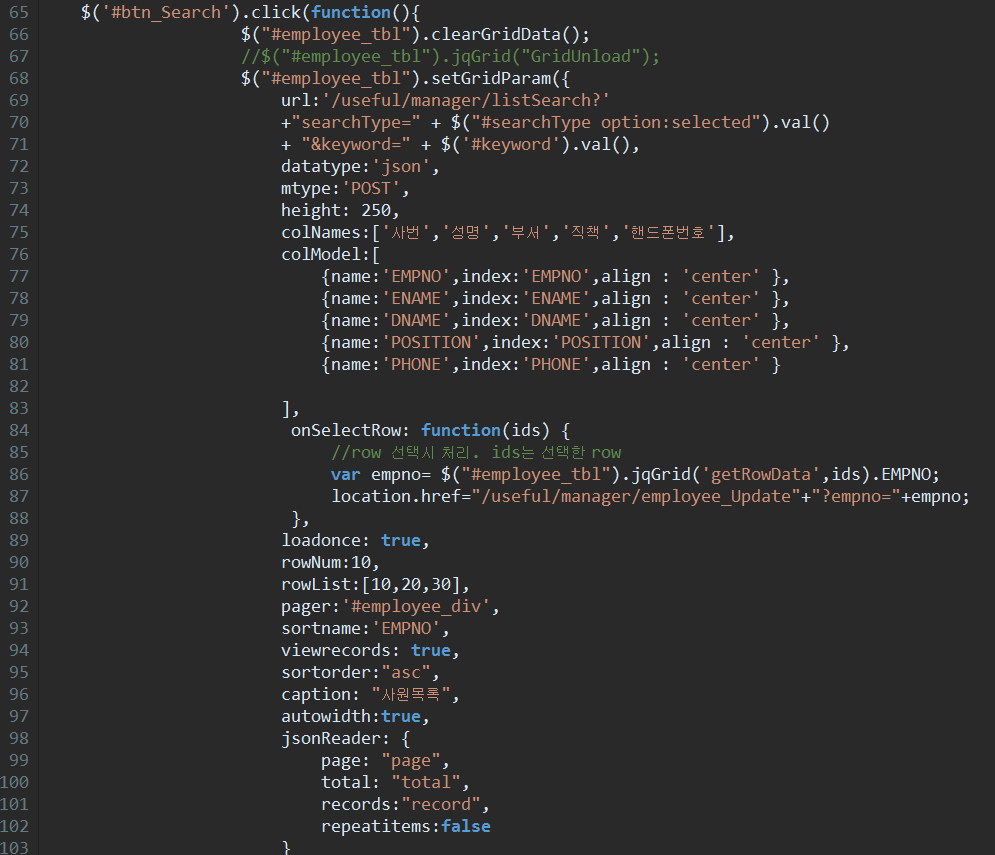 65 $('#btn_Search').click(function(){
66 $("#employee_tbl").clearGridData();
67 //$("#employee_tbl").jqGrid("GridUnload");
68 $("#employee_tbl").setGridParam({
69 url:'/useful/manager/listSearch?'
70 +"searchType=" + $("#searchType option:selected").val()
71 + "&keyword=" + $('#keyword').val(),
72 datatype:'json',
73 mtype:'POST',
74 height: 250,
75 colNames:['사번','성명','부서','직책','핸드폰번호'],
76 colModel:[
77 {name:'EMPNO',index:'EMPNO',align : 'center' },
78 {name:'ENAME',index:'ENAME',align : 'center' },
79 {name:'DNAME',index:'DNAME',align : 'center' },
80 {name:'POSITION',index:'POSITION',align : 'center' },
81 {name:'PHONE',index:'PHONE',align : 'center' }
82
83 ],
84 onSelectRow: function(ids) {
85 //row 선택시 처리. ids는 선택한 row
86 var empno= $("#employee_tbl").jqGrid('getRowData',ids).EMPNO;
87 location.href="/useful/manager/employee_Update"+"?empno="+empno;
88 },
89 loadonce: true,
90 rowNum:10,
91 rowList:[10,20,30],
92 pager:'#employee_div',
93 sortname:'EMPNO',
94 viewrecords: true,
95 sortorder:"asc",
96 caption: "사원목록",
97 autowidth:true,
98 jsonReader: {
99 page: "page",
100 total: "total",
101 records:"record",
102 repeatitems:false
103 }